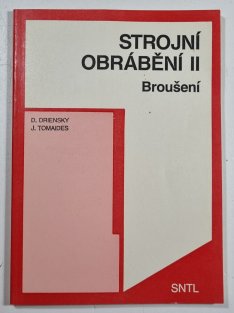 STROJNÍ
OBRÁBĚNÍ II
Broušení
D. DRIENSKY
J. TOMAIDES
SNTL